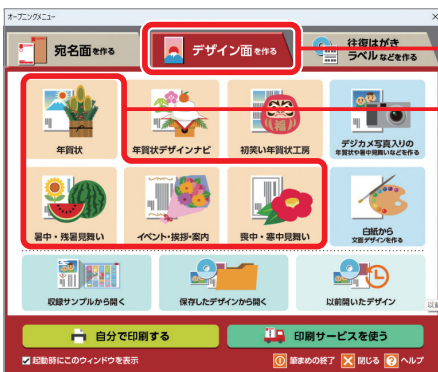 オープニングメニュー
宛名面を作る
デザイン面を作る
往復はがき
ラベルなどを作る
年賀状
年賀状デザインナビ
初笑い年賀状工房
デジカメ写真入りの
年賀状や暑中見舞いなどを作る
暑中・残暑見舞い
イベント・挨拶・案内
喪中・寒中見舞い
白紙から
文面デザインを作る
収録サンプルから開く
保存したデザインから開く
以前開いたデザイン
自分で印刷する
印刷サービスを使う
起動時にこのウィンドウを表示
筆まめの終了
閉じる
ヘルプ